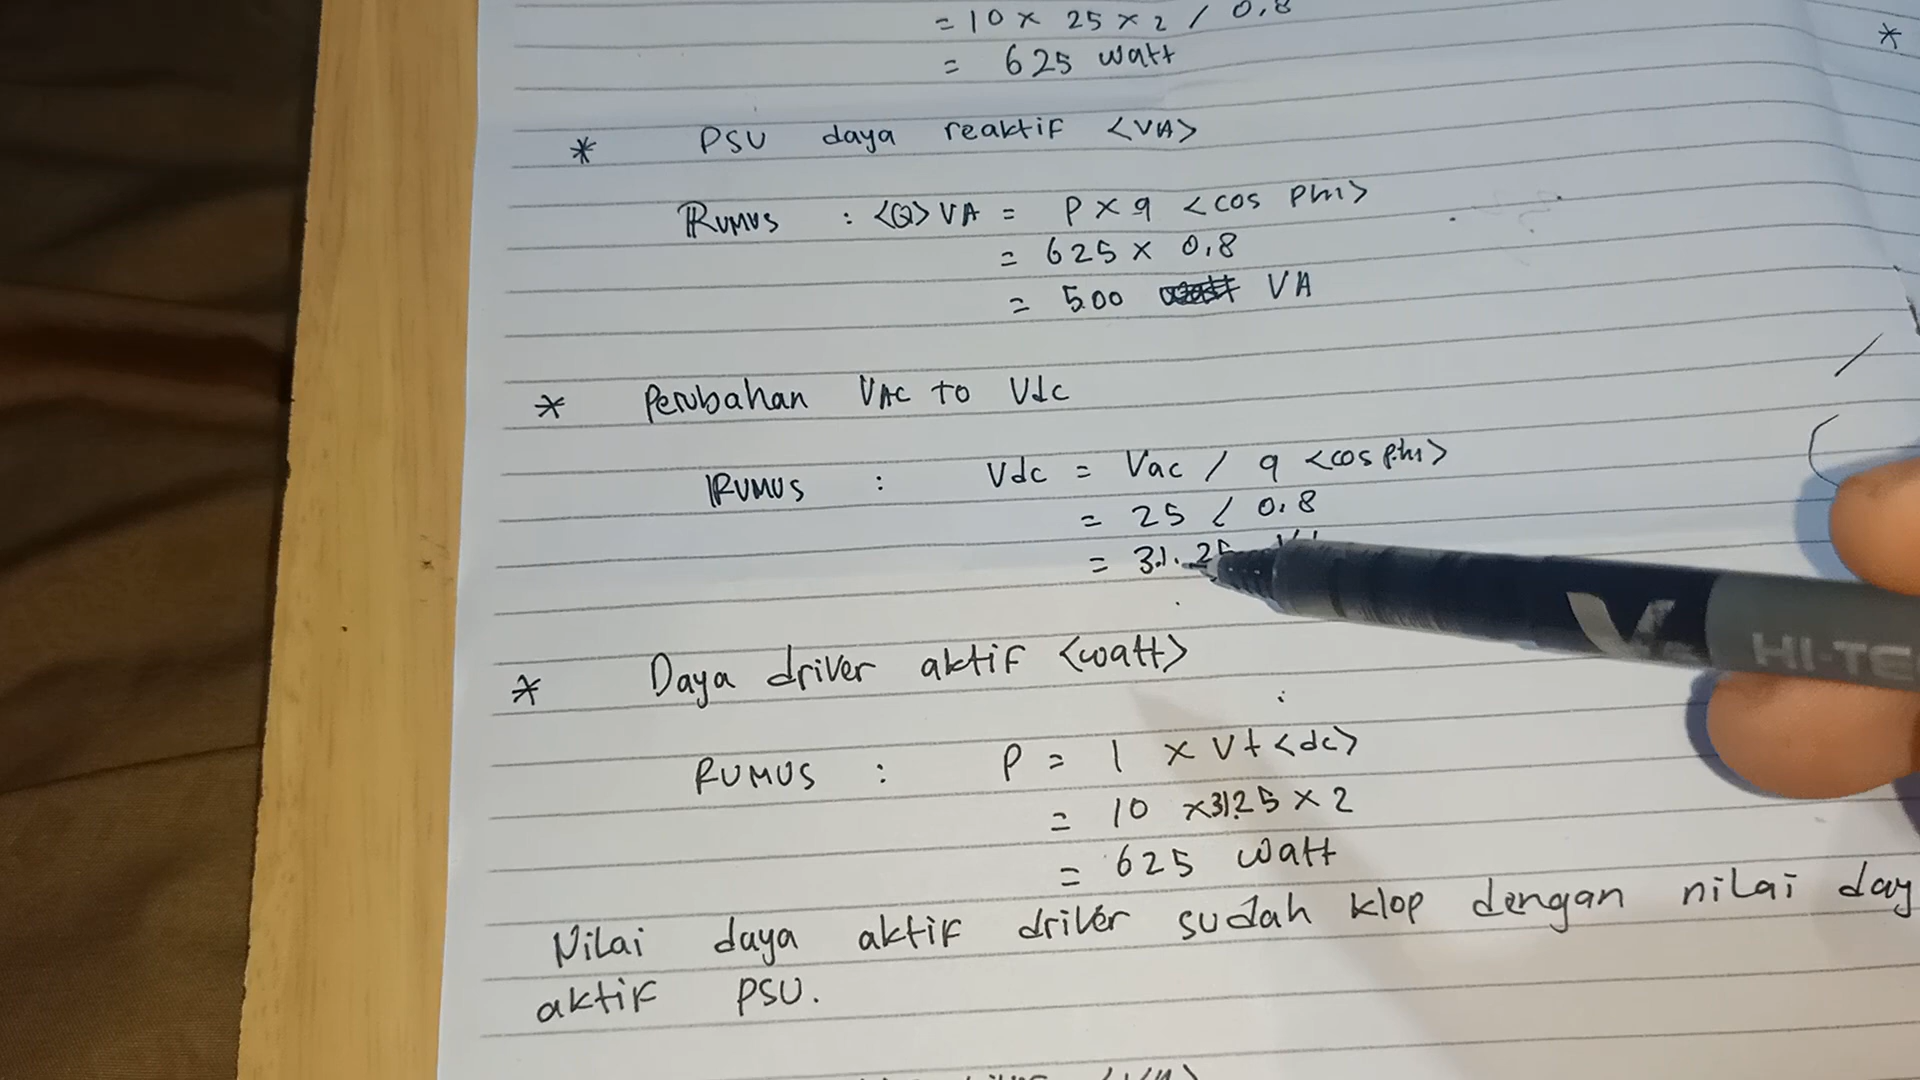 = 10 x 25 x 2 / 0,8
= 625 watt
*
* PSU daya reaktif <VA>
RUMUS : <Q> VA = P x q <cos phi>
= 625 x 0,8
= 500 VA
* Perubahan VAC to Vdc
RUMUS : Vdc = Vac / q <cos phi>
= 25 / 0.8
= 31.25
* Daya driver aktif <watt>
RUMUS : P = I x Vt <dc>
= 10 x 31.25 x 2
= 625 watt
Nilai daya aktif driver sudah klop dengan nilai day
aktif PSU.
HI-TE